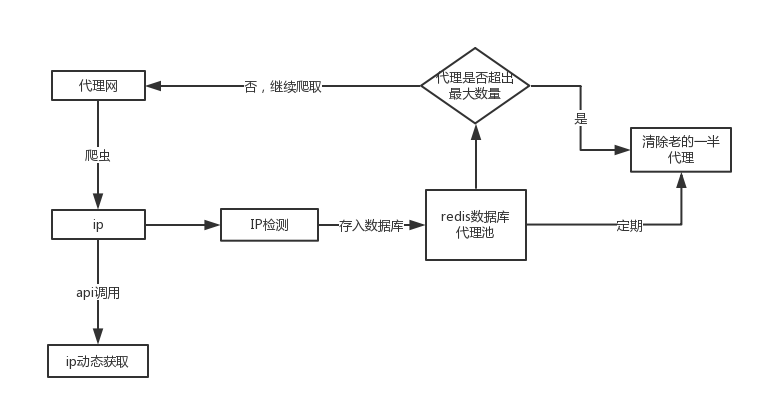 代理网
否，继续爬取
代理是否超出
最大数量
是
清除老的一半
代理
爬虫
ip
IP检测
存入数据库
redis数据库
代理池
定期
api调用
ip动态获取